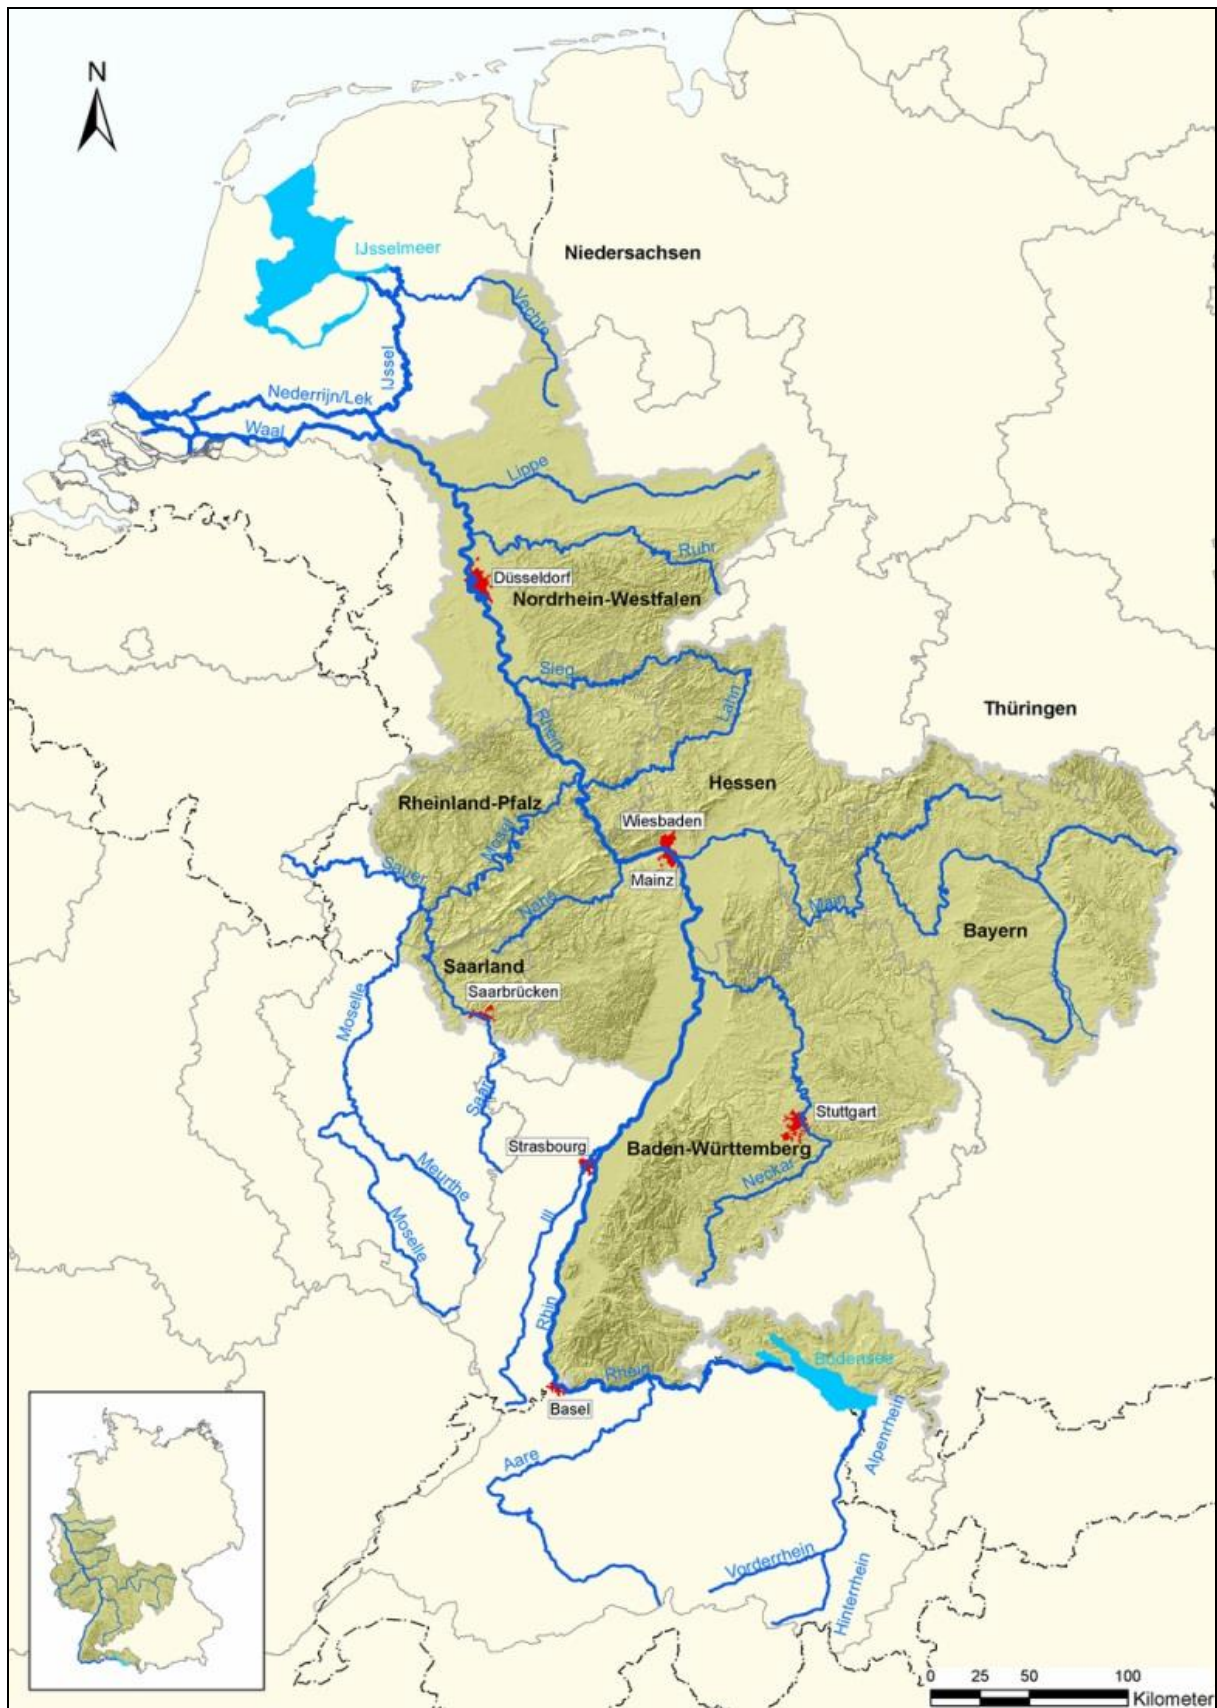 N
IJsselmeer
Niedersachsen
Vechte
IJssel
Nederrijn/Lek
Waal
Lippe
Ruhr
Düsseldorf
Nordrhein-Westfalen
Sieg
Lahn
Rhein
Thüringen
Hessen
Rheinland-Pfalz
Wiesbaden
Mosel
Sauer
Mainz
Nahe
Main
Bayern
Saarland
Saarbrücken
Moselle
Saar
Stuttgart
Strasbourg
Baden-Württemberg
Neckar
Meurthe
Moselle
Ill
Rhin
Rhein
Bodensee
Basel
Alpenrhein
Aare
Vorderrhein
Hinterrhein
0 25 50 100
Kilometer